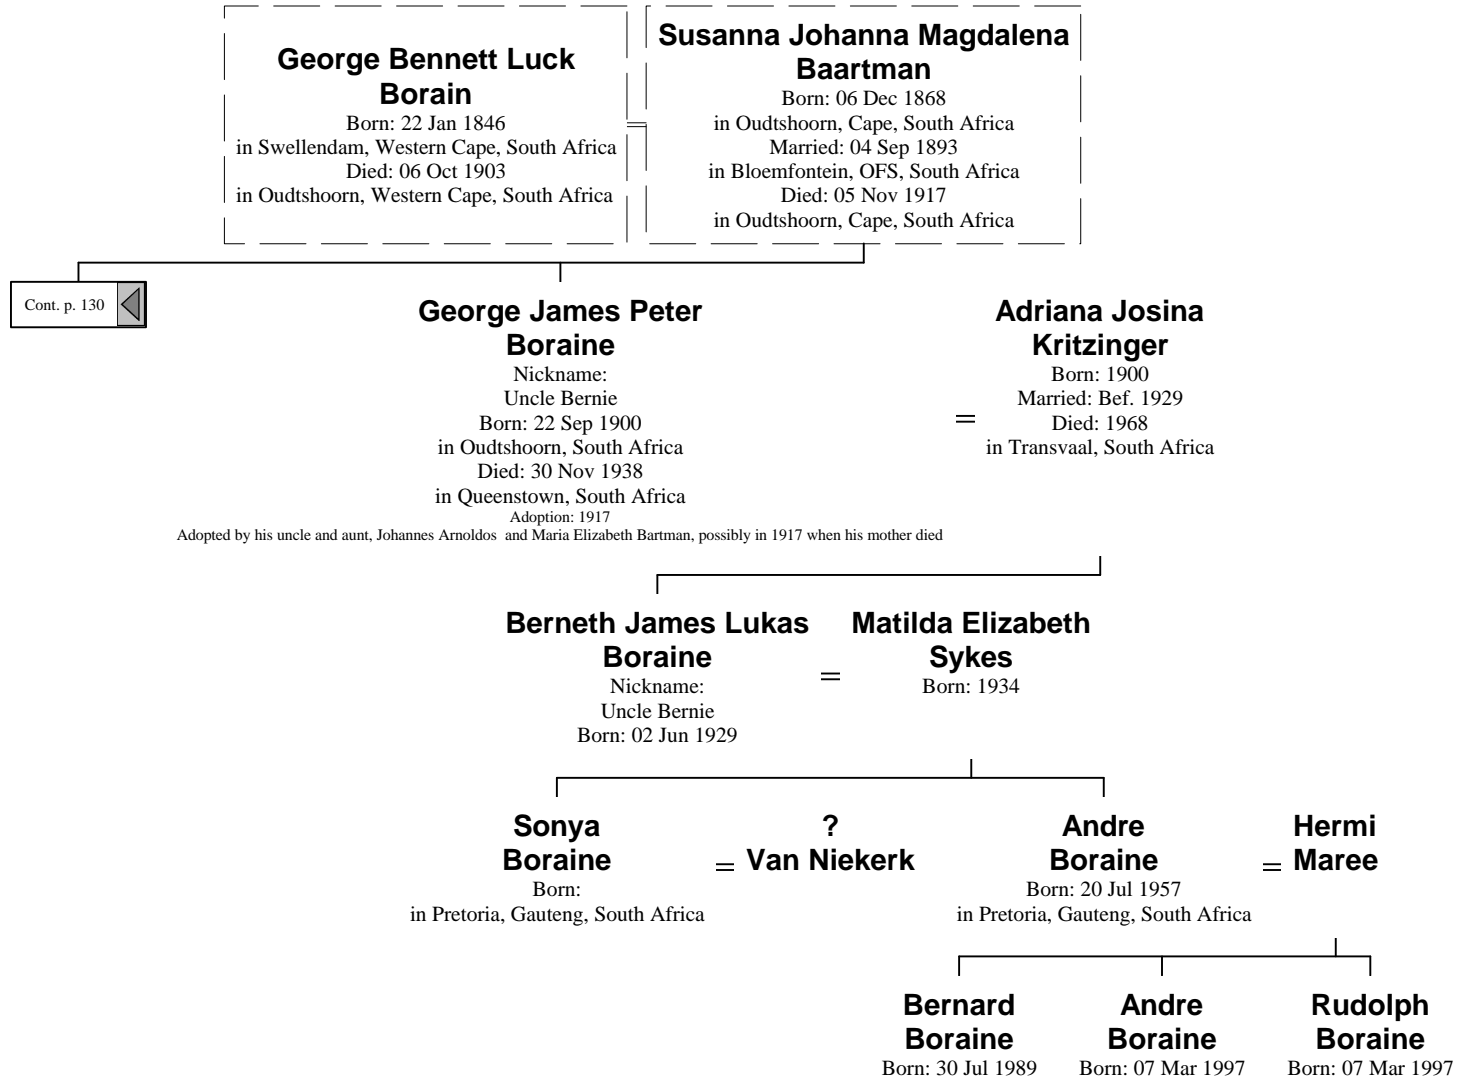 George Bennett Luck
Borain
Born: 22 Jan 1846
in Swellendam, Western Cape, South Africa
Died: 06 Oct 1903
in Oudtshoorn, Western Cape, South Africa
=
Susanna Johanna Magdalena
Baartman
Born: 06 Dec 1868
in Oudtshoorn, Cape, South Africa
Married: 04 Sep 1893
in Bloemfontein, OFS, South Africa
Died: 05 Nov 1917
in Oudtshoorn, Cape, South Africa
Cont. p. 130
George James Peter
Boraine
Nickname:
Uncle Bernie
Born: 22 Sep 1900
in Oudtshoorn, South Africa
Died: 30 Nov 1938
in Queenstown, South Africa
Adoption: 1917
Adopted by his uncle and aunt, Johannes Arnoldos and Maria Elizabeth Bartman, possibly in 1917 when his mother died
=
Adriana Josina
Kritzinger
Born: 1900
Married: Bef. 1929
Died: 1968
in Transvaal, South Africa
Berneth James Lukas
Boraine
Nickname:
Uncle Bernie
Born: 02 Jun 1929
=
Matilda Elizabeth
Sykes
Born: 1934
Sonya
Boraine
Born:
in Pretoria, Gauteng, South Africa
=
?
Van Niekerk
Andre
Boraine
Born: 20 Jul 1957
in Pretoria, Gauteng, South Africa
=
Hermi
Maree
Bernard
Boraine
Born: 30 Jul 1989
Andre
Boraine
Born: 07 Mar 1997
Rudolph
Boraine
Born: 07 Mar 1997